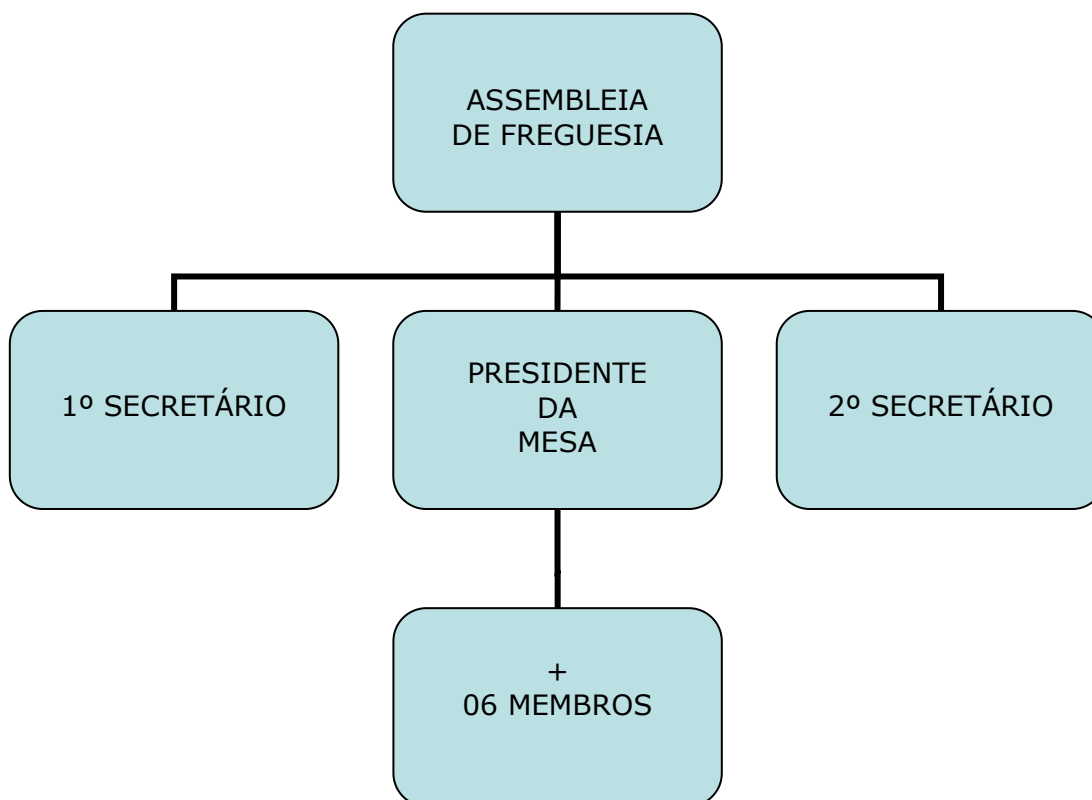 ASSEMBLEIA
DE FREGUESIA
1º SECRETÁRIO
PRESIDENTE
DA
MESA
2º SECRETÁRIO
+
06 MEMBROS